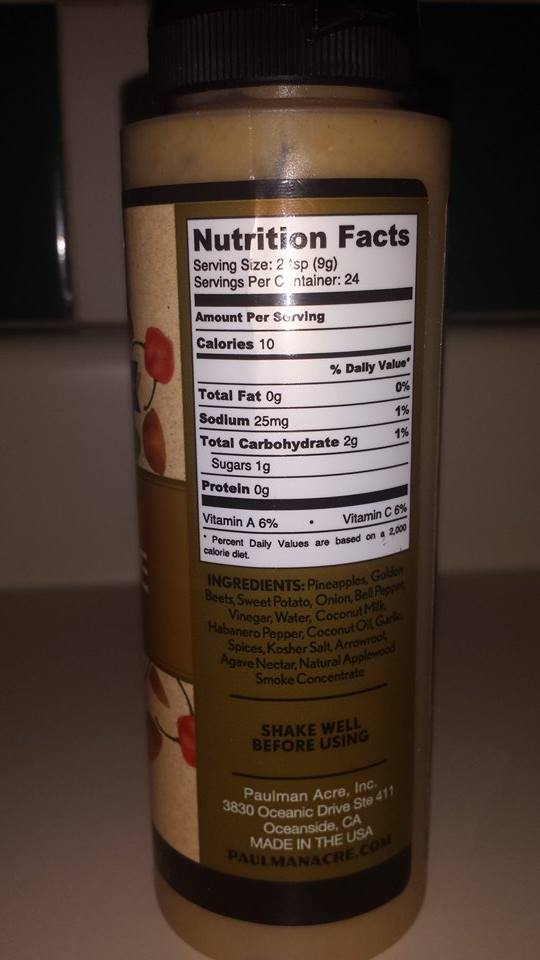 Nutrition Facts
Serving Size: 2 tsp (9g)
Servings Per Container: 24
Amount Per Serving
Calories 10
% Daily Value*
Total Fat 0g 0%
Sodium 25mg 1%
Total Carbohydrate 2g 1%
Sugars 1g
Protein 0g
Vitamin A 6% • Vitamin C 6%
* Percent Daily Values are based on a 2,000
calorie diet.
INGREDIENTS: Pineapples, Golden
Beets, Sweet Potato, Onion, Bell Pepper,
Vinegar, Water, Coconut Milk,
Habanero Pepper, Coconut Oil, Garlic,
Spices, Kosher Salt, Arrowroot,
Agave Nectar, Natural Applewood
Smoke Concentrate
SHAKE WELL
BEFORE USING
Paulman Acre, Inc.
3830 Oceanic Drive Ste 411
Oceanside, CA
MADE IN THE USA
PAULMANACRE.COM